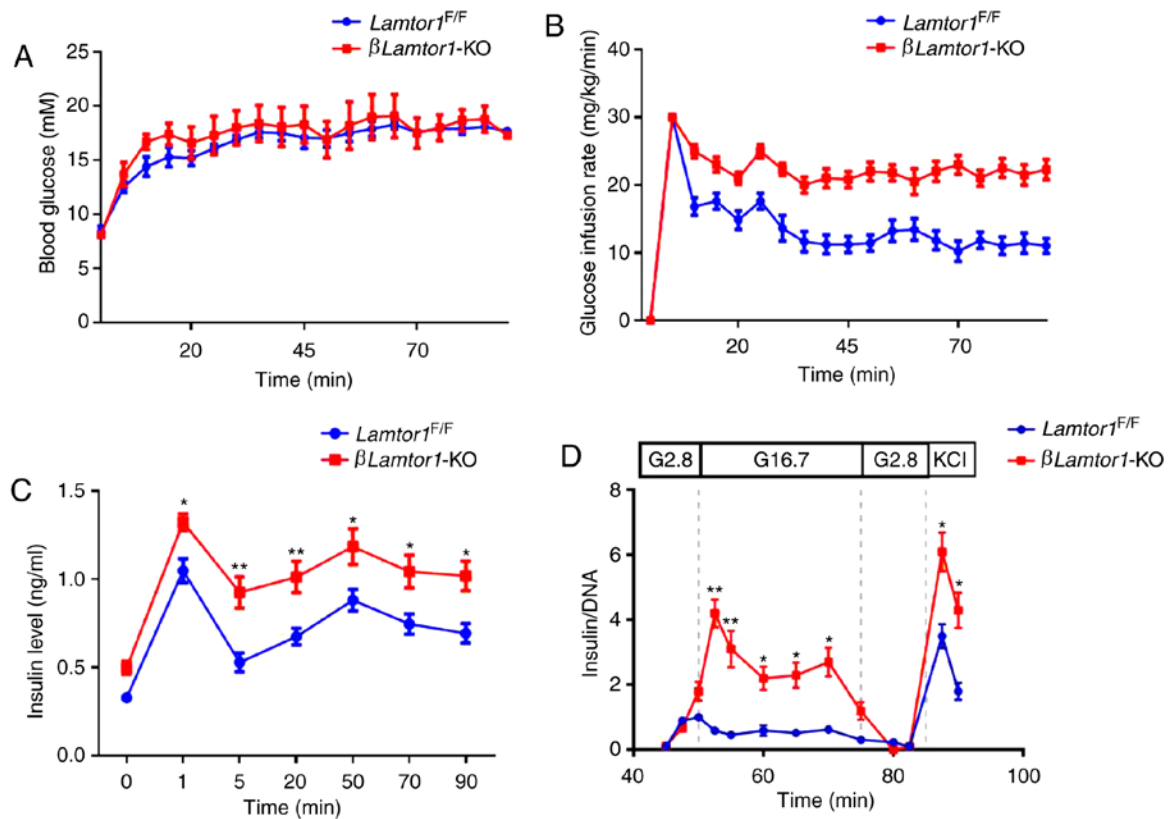 A
Lamtor1F/F
βLamtor1-KO
Blood glucose (mM)
25
20
15
10
5
0
20 45 70
Time (min)
B
Lamtor1F/F
βLamtor1-KO
Glucose infusion rate (mg/kg/min)
40
30
20
10
0
20 45 70
Time (min)
C
Lamtor1F/F
βLamtor1-KO
Insulin level (ng/ml)
1.5
1.0
0.5
0.0
* ** ** * * *
0 1 5 20 50 70 90
Time (min)
D
Lamtor1F/F
βLamtor1-KO
G2.8 G16.7 G2.8 KCl
Insulin/DNA
8
6
4
2
0
** ** * * * * *
40 60 80 100
Time (min)